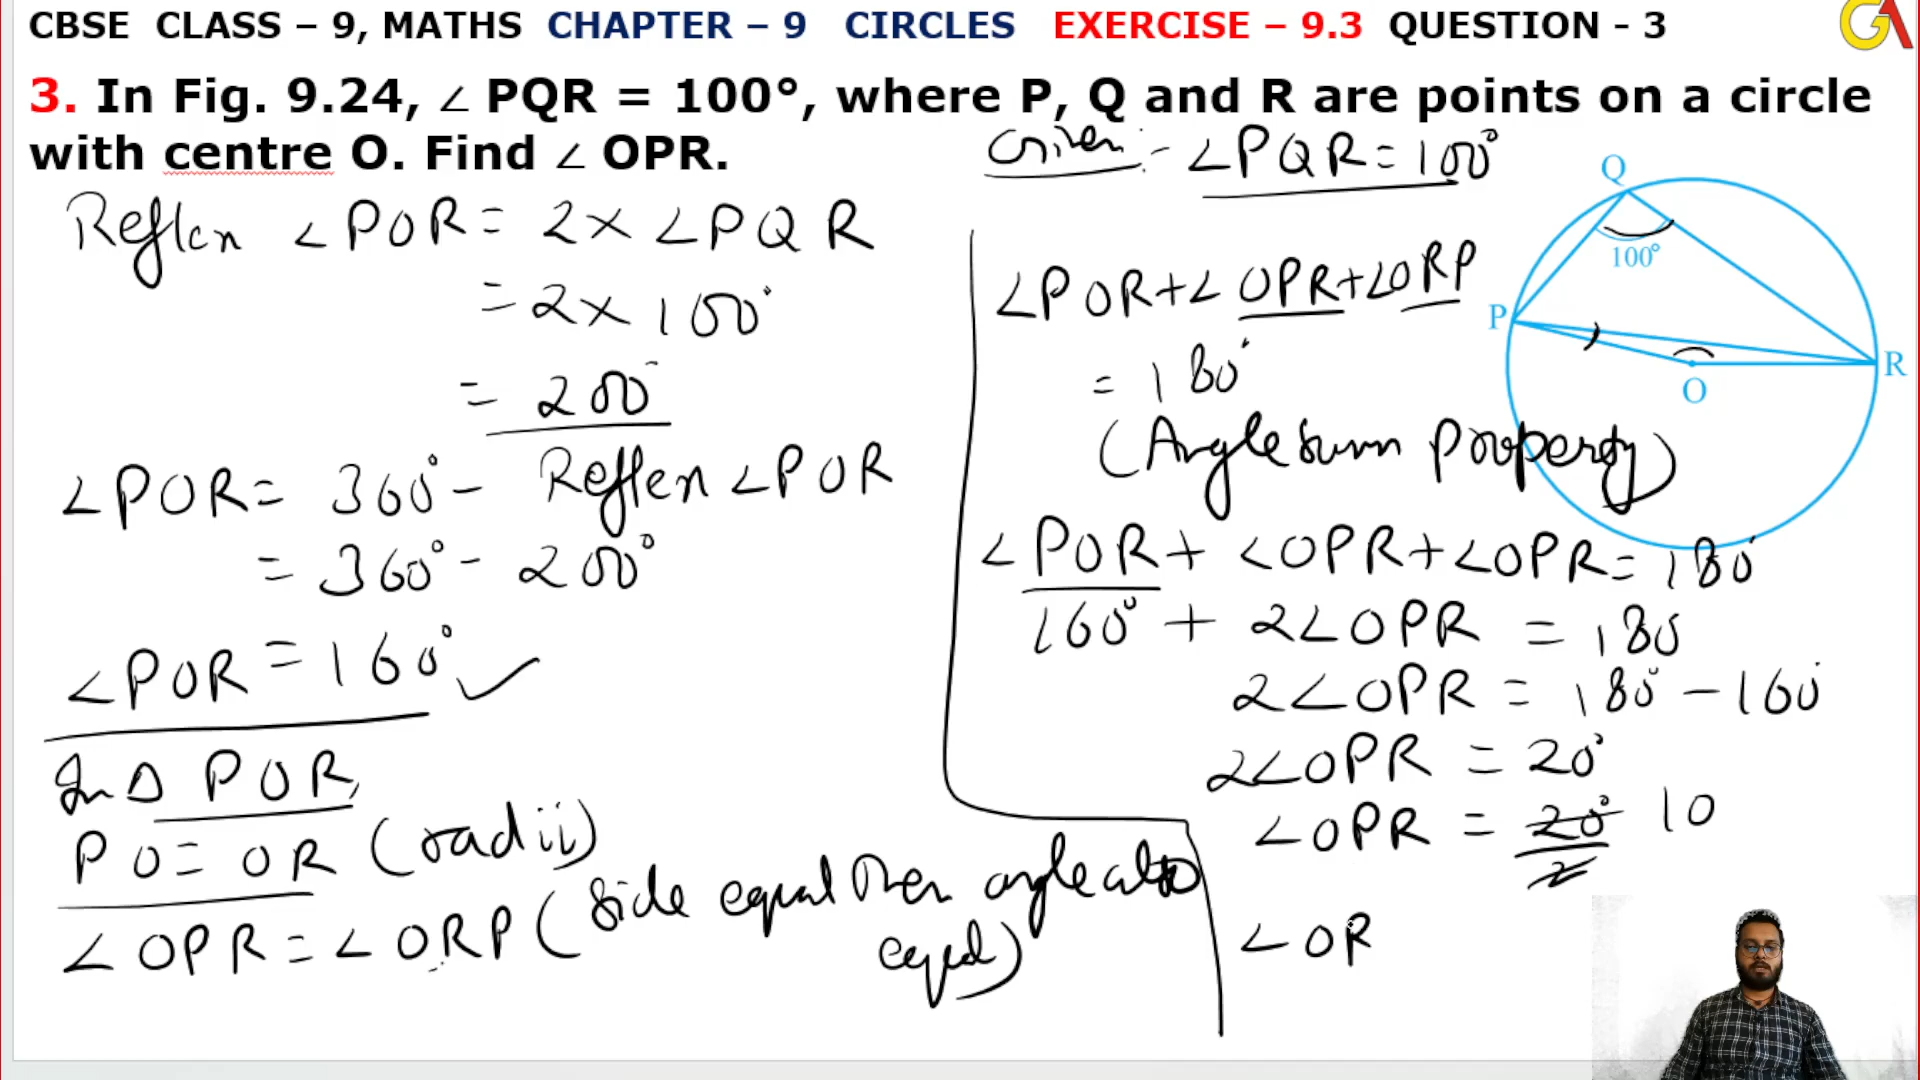 CBSE CLASS – 9, MATHS CHAPTER – 9 CIRCLES EXERCISE – 9.3 QUESTION - 3
GA
3. In Fig. 9.24, ∠ PQR = 100°, where P, Q and R are points on a circle
with centre O. Find ∠ OPR.
Reflex ∠POR = 2 × ∠PQR
= 2 × 100°
= 200°
∠POR = 360° - Reflex ∠POR
= 360° - 200°
∠POR = 160° ✓
In △ POR,
PO = OR (radii)
∠OPR = ∠ORP (side equal then angle also
equal)
Given :- ∠PQR = 100°
∠POR + ∠OPR + ∠ORP
= 180°
(Angle sum property)
∠POR + ∠OPR + ∠OPR = 180°
160° + 2∠OPR = 180
2∠OPR = 180° - 160°
2∠OPR = 20°
∠OPR = 20°/2 10
∠OR
Q
100°
P
O
R